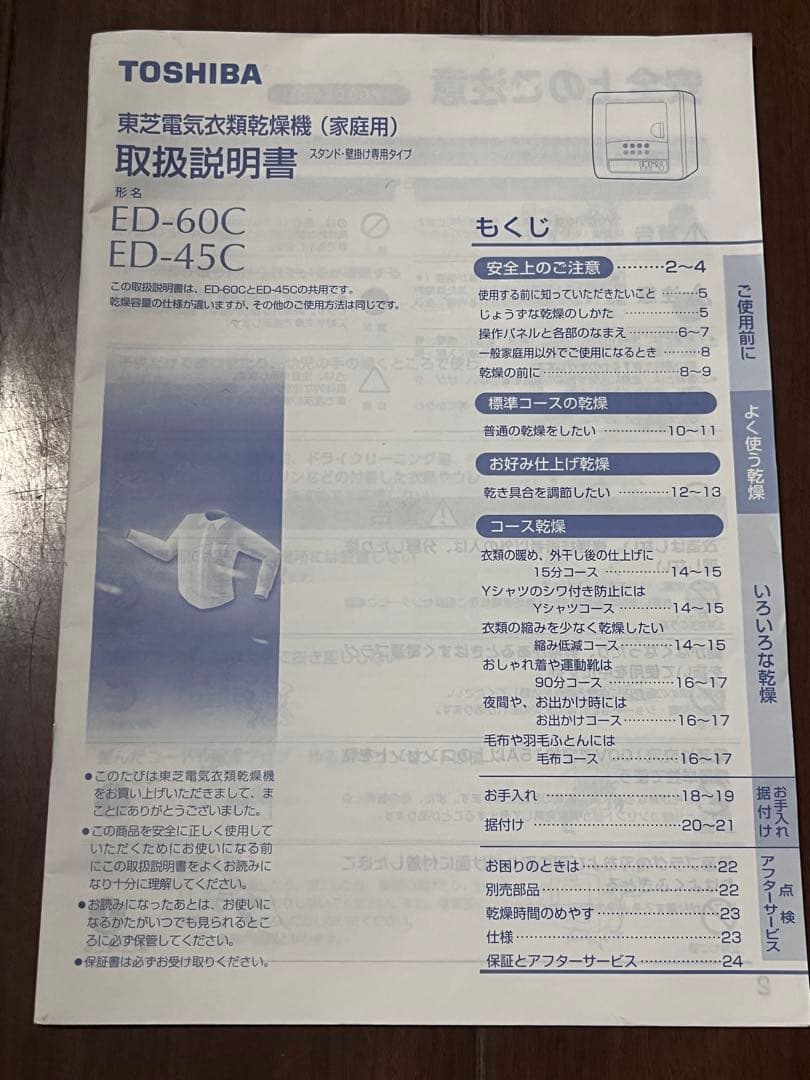 TOSHIBA
東芝電気衣類乾燥機（家庭用）
取扱説明書 スタンド・壁掛け専用タイプ
形名
ED-60C
ED-45C
この取扱説明書は、ED-60CとED-45Cの共用です。
乾燥容量の仕様が違いますが、その他のご使用方法は同じです。
●このたびは東芝電気衣類乾燥機
をお買い上げいただきまして、ま
ことにありがとうございました。
●この商品を安全に正しく使用して
いただくためにお使いになる前
にこの取扱説明書をよくお読みに
なり十分に理解してください。
●お読みになったあとは、お使いに
なるかたがいつでも見られるとこ
ろに必ず保管してください。
●保証書は必ずお受け取りください。
もくじ
安全上のご注意 ………2～4
使用する前に知っていただきたいこと ………5
じょうずな乾燥のしかた ………………5
操作パネルと各部のなまえ…………6～7
一般家庭用以外でご使用になるとき ………8
乾燥の前に ………………………8～9
標準コースの乾燥
普通の乾燥をしたい ……………10～11
お好み仕上げ乾燥
乾き具合を調節したい …………12～13
コース乾燥
衣類の暖め、外干し後の仕上げに
15分コース ………………14～15
Yシャツのシワ付き防止には
Yシャツコース …………14～15
衣類の縮みを少なく乾燥したい
縮み低減コース…………14～15
おしゃれ着や運動靴は
90分コース ………………16～17
夜間や、お出かけ時には
お出かけコース…………16～17
毛布や羽毛ふとんには
毛布コース ………………16～17
お手入れ …………………………18～19
据付け ……………………………20～21
お困りのときは…………………………22
別売部品…………………………………22
乾燥時間のめやす………………………23
仕様………………………………………23
保証とアフターサービス………………24
ご使用前に
よく使う乾燥
いろいろな乾燥
お手入れ
据付け
点検
アフターサービス